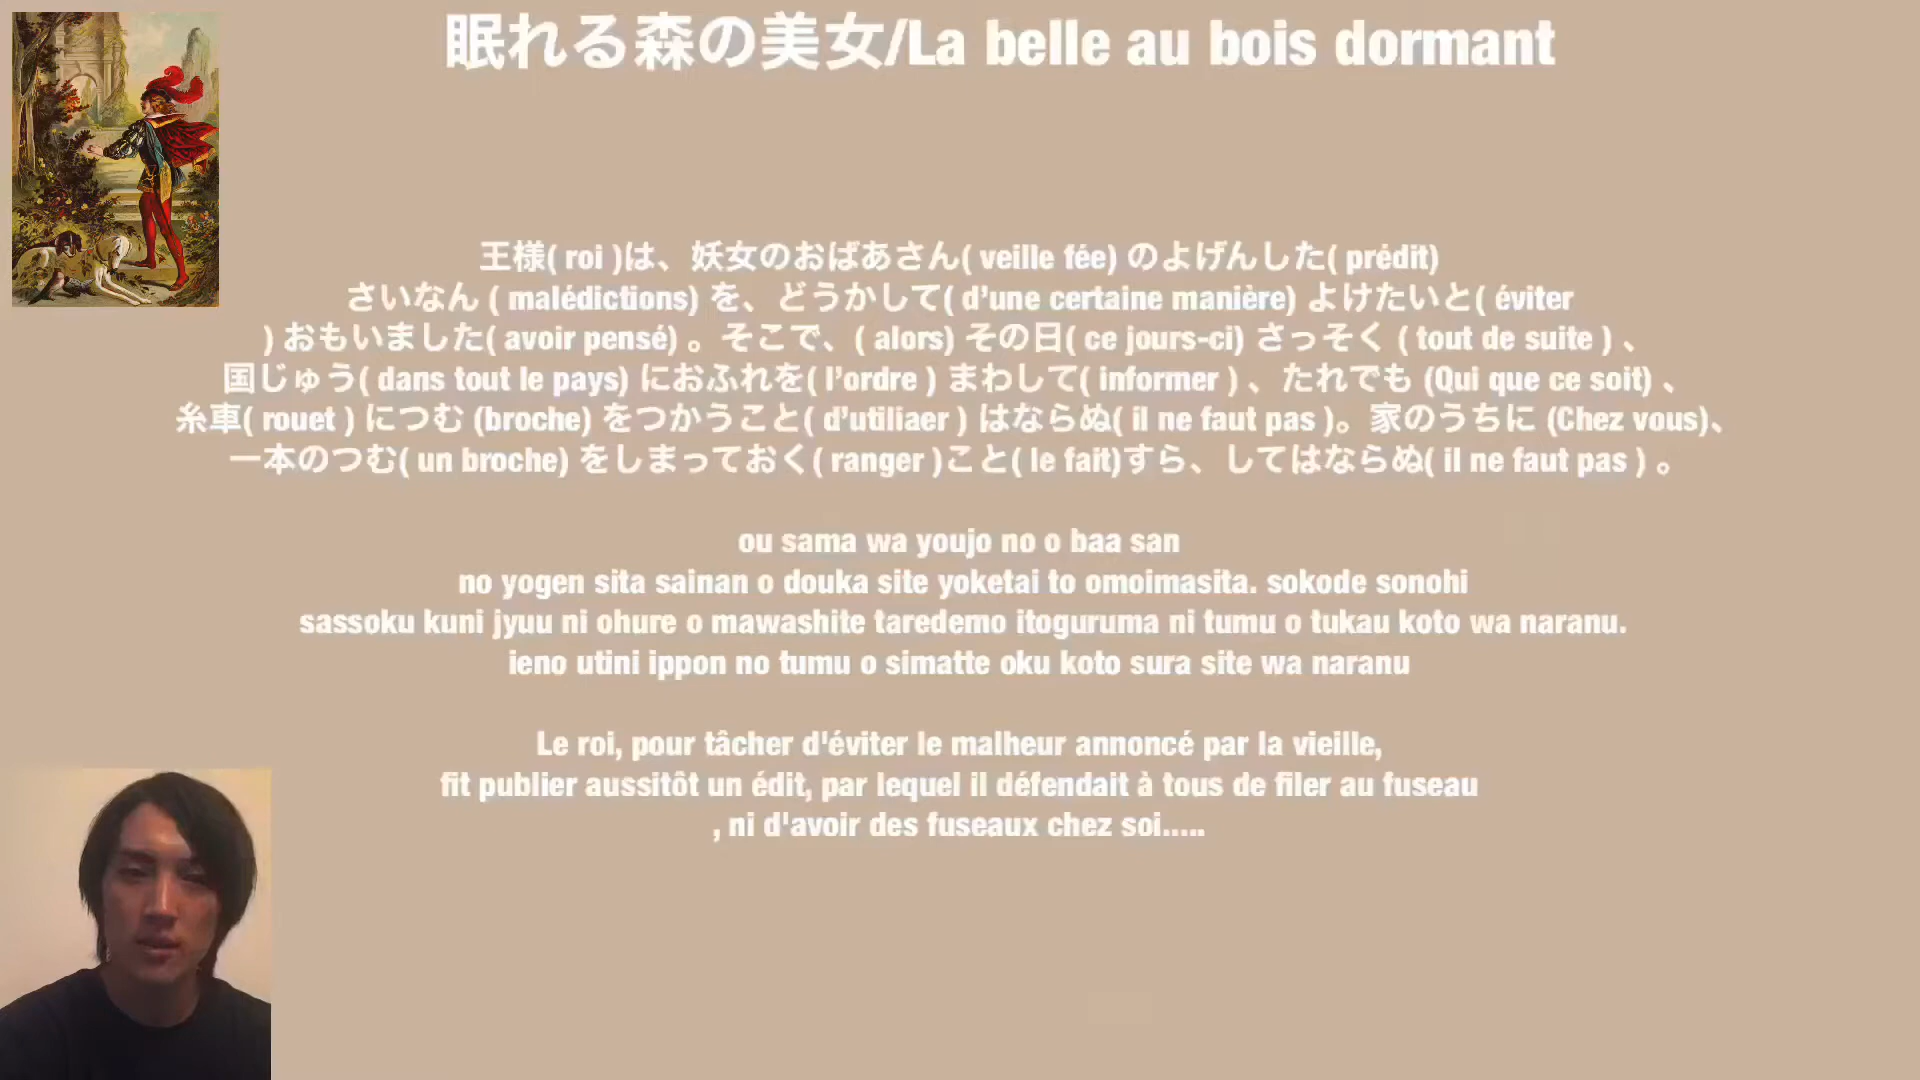 眠れる森の美女/La belle au bois dormant
王様( roi )は、妖女のおばあさん( veille fée) のよげんした( prédit)
さいなん ( malédictions) を、どうかして( d’une certaine manière) よけたいと( éviter
) おもいました( avoir pensé) 。そこで、( alors) その日( ce jours-ci) さっそく ( tout de suite ) 、
国じゅう( dans tout le pays) におふれを( l’ordre ) まわして( informer ) 、たれでも (Qui que ce soit) 、
糸車( rouet ) につむ (broche) をつかうこと( d’utiliaer ) はならぬ( il ne faut pas )。家のうちに (Chez vous)、
一本のつむ( un broche) をしまっておく( ranger )こと( le fait)すら、してはならぬ( il ne faut pas ) 。
ou sama wa youjo no o baa san
no yogen sita sainan o douka site yoketai to omoimasita. sokode sonohi
sassoku kuni jyuu ni ohure o mawashite taredemo itoguruma ni tumu o tukau koto wa naranu.
ieno utini ippon no tumu o simatte oku koto sura site wa naranu
Le roi, pour tâcher d'éviter le malheur annoncé par la vieille,
fit publier aussitôt un édit, par lequel il défendait à tous de filer au fuseau
, ni d'avoir des fuseaux chez soi.....